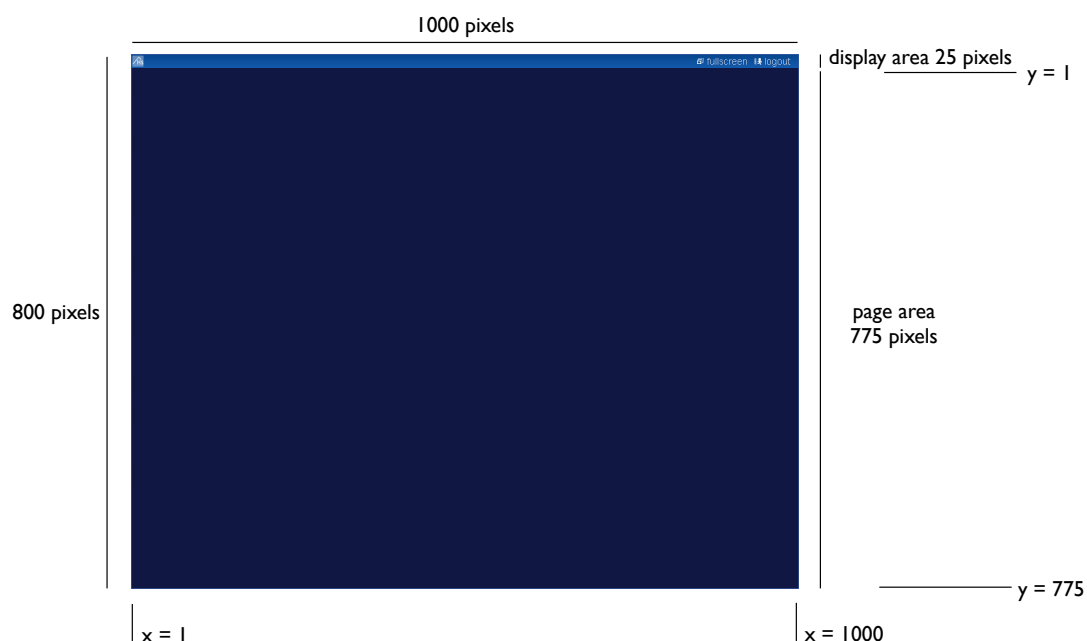 1000 pixels
fullscreen logout
display area 25 pixels
y = 1
800 pixels
page area
775 pixels
y = 775
x = 1
x = 1000